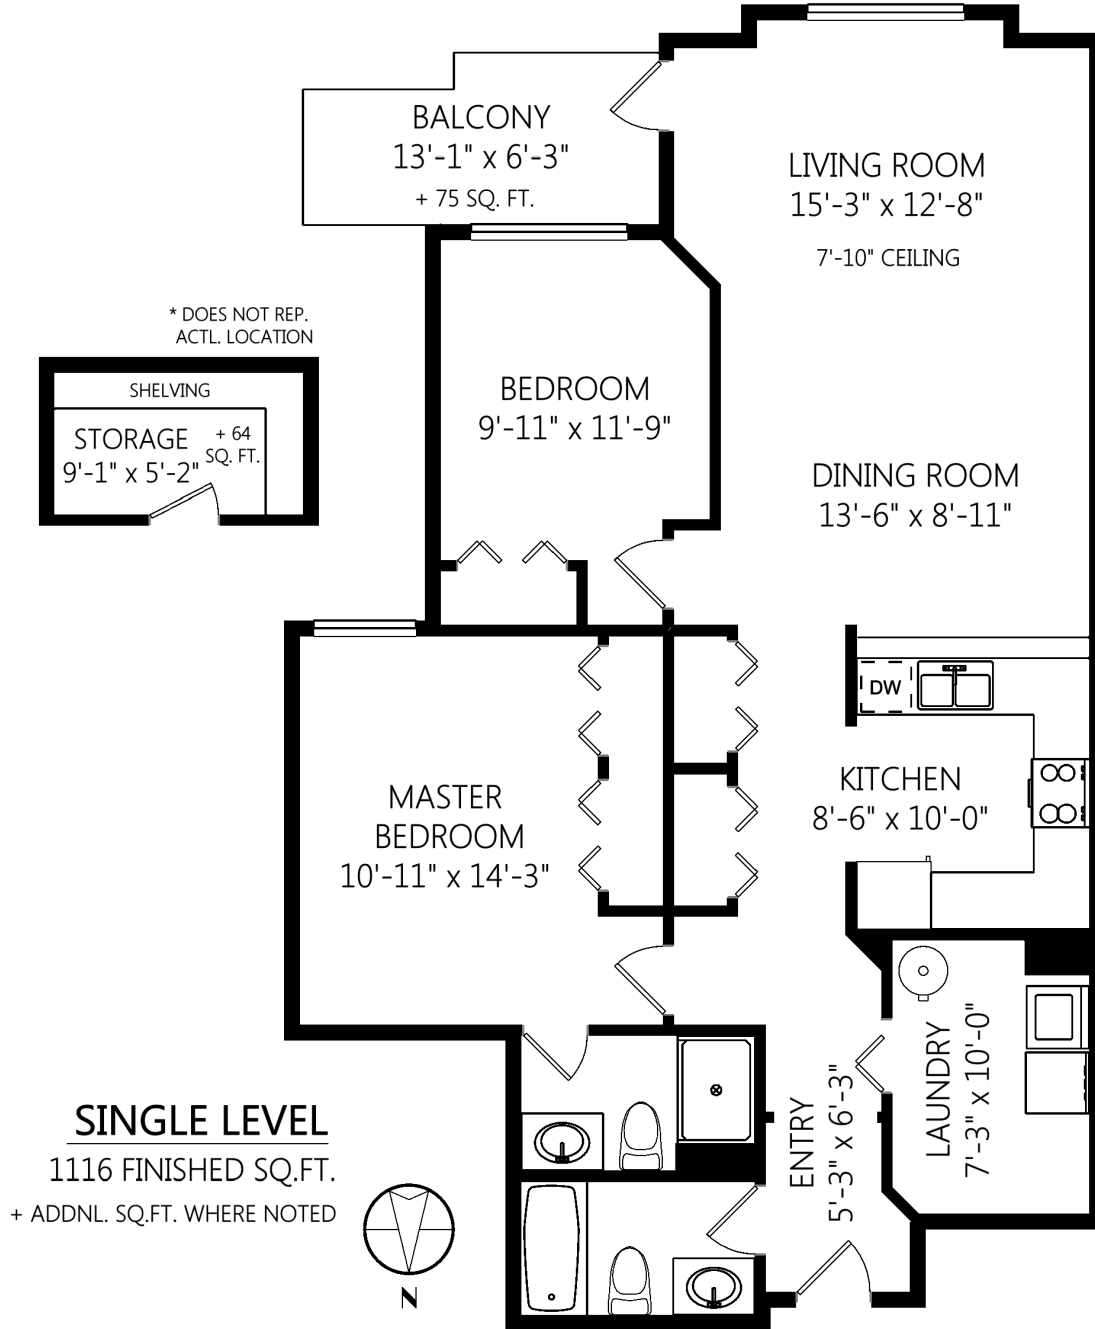 BALCONY
13'-1" x 6'-3"
+ 75 SQ. FT.
LIVING ROOM
15'-3" x 12'-8"
7'-10" CEILING
* DOES NOT REP.
ACTL. LOCATION
SHELVING
STORAGE
9'-1" x 5'-2"
+ 64
SQ. FT.
BEDROOM
9'-11" x 11'-9"
DINING ROOM
13'-6" x 8'-11"
DW
KITCHEN
8'-6" x 10'-0"
MASTER
BEDROOM
10'-11" x 14'-3"
LAUNDRY
7'-3" x 10'-0"
ENTRY
5'-3" x 6'-3"
SINGLE LEVEL
1116 FINISHED SQ.FT.
+ ADDNL. SQ.FT. WHERE NOTED
N